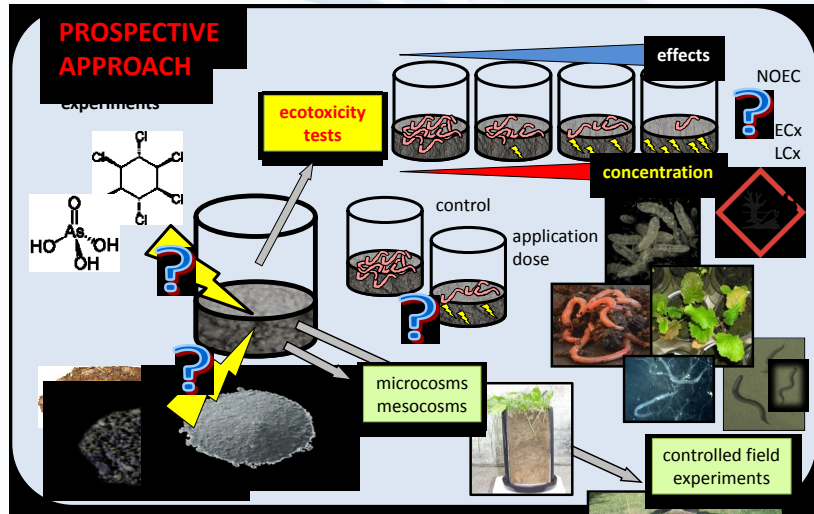 PROSPECTIVE
APPROACH
experiments
effects
NOEC
ecotoxicity
tests
ECx
LCx
concentration
control
application
dose
Cl
Cl
Cl
Cl
Cl
Cl
O
As
HO
OH
OH
?
?
?
?
microcosms
mesocosms
controlled field
experiments